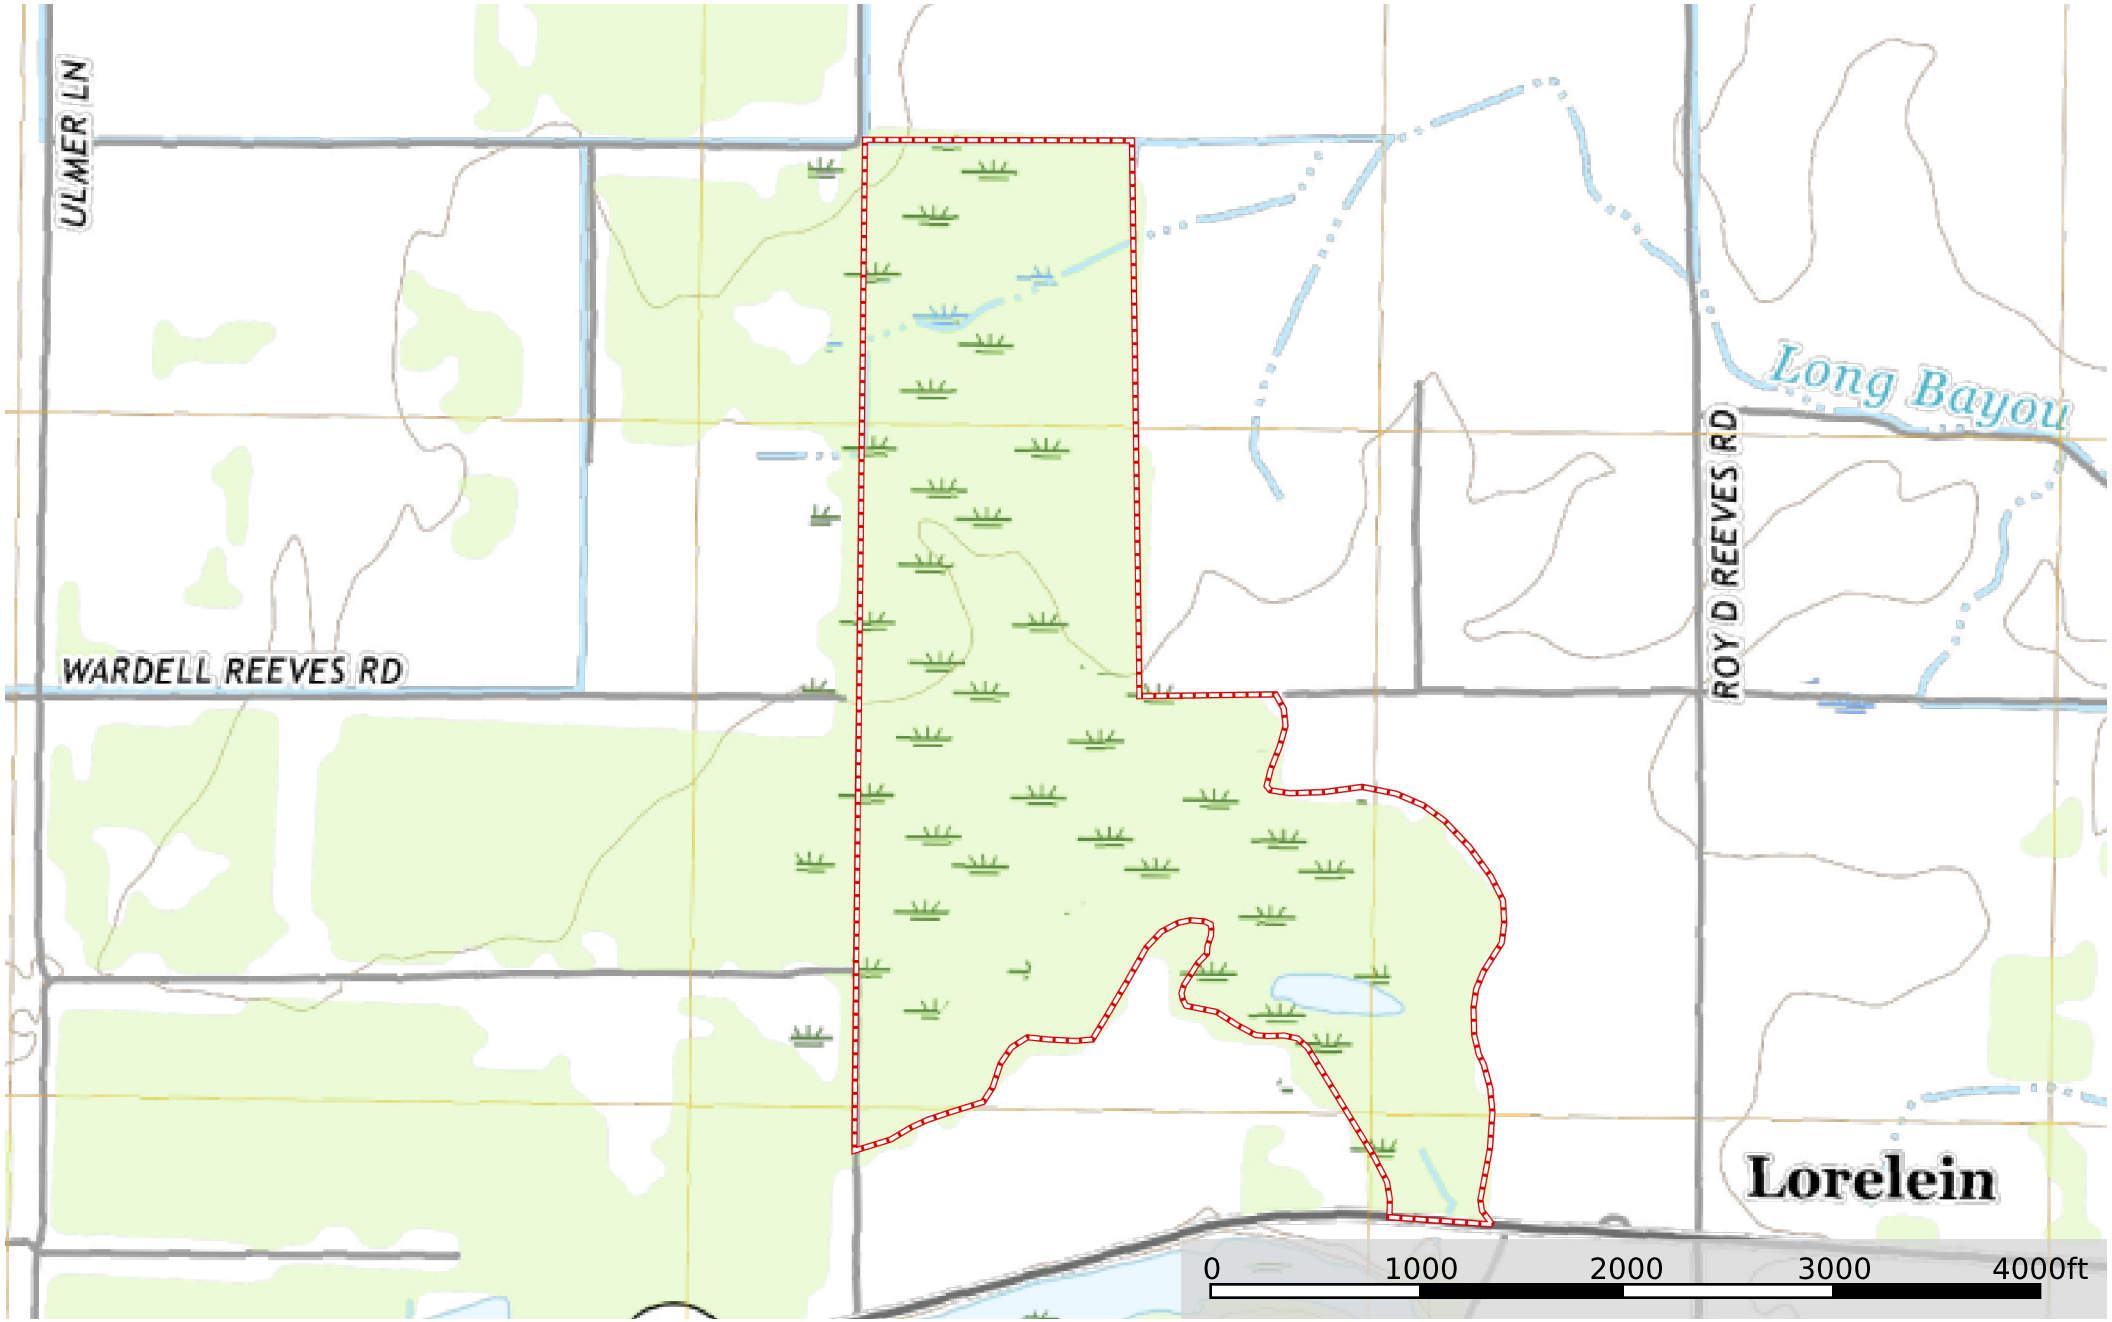 ULMER LN
Long Bayou
ROY D REEVES RD
WARDELL REEVES RD
Lorelein
0 1000 2000 3000 4000ft